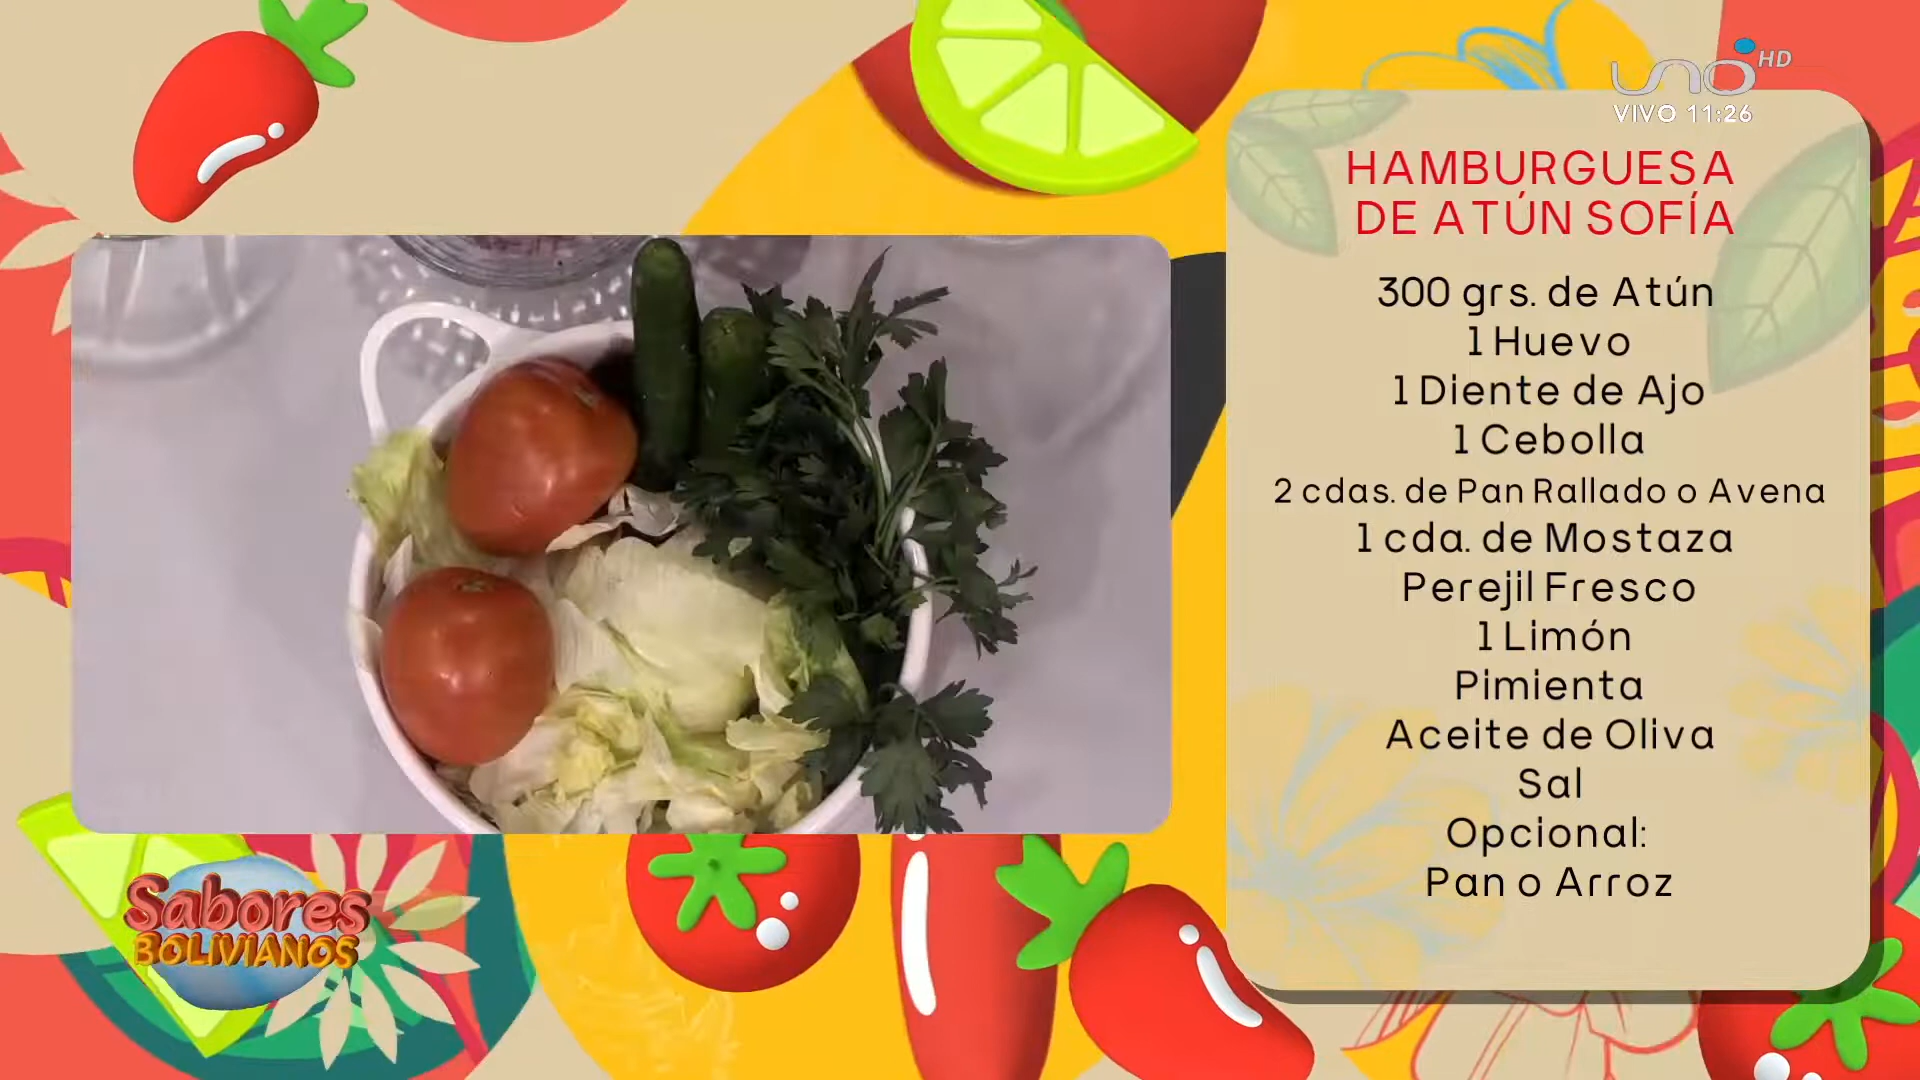 uno HD
VIVO 11:26
HAMBURGUESA
DE ATÚN SOFÍA
300 grs. de Atún
1 Huevo
1 Diente de Ajo
1 Cebolla
2 cdas. de Pan Rallado o Avena
1 cda. de Mostaza
Perejil Fresco
1 Limón
Pimienta
Aceite de Oliva
Sal
Opcional:
Pan o Arroz
Sabores
BOLIVIANOS